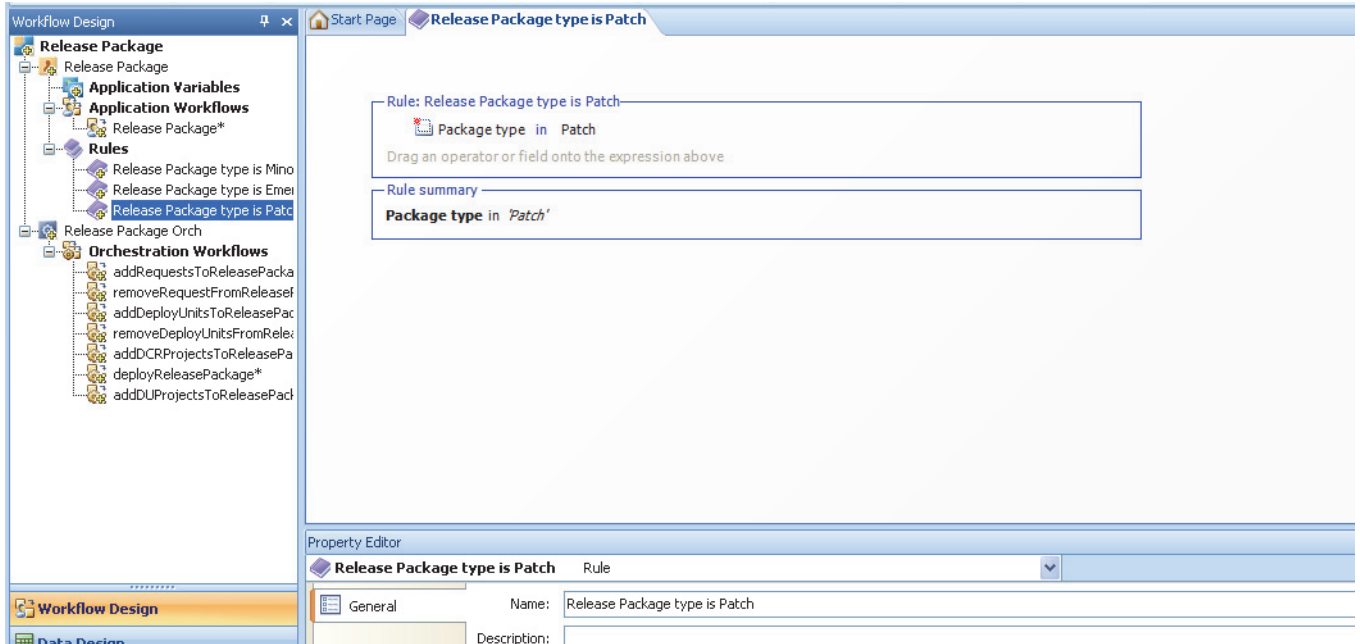 Workflow Design
Start Page
Release Package type is Patch
Release Package
Release Package
Application Variables
Application Workflows
Release Package*
Rules
Release Package type is Mino
Release Package type is Emer
Release Package type is Patc
Release Package Orch
Orchestration Workflows
addRequestsToReleasePacka
removeRequestFromReleaseF
addDeployUnitsToReleasePac
removeDeployUnitsFromRelea
addDCRProjectsToReleasePa
deployReleasePackage*
addDUProjectsToReleasePack
Workflow Design
Data Design
Rule: Release Package type is Patch
Package type in Patch
Drag an operator or field onto the expression above
Rule summary
Package type in 'Patch'
Property Editor
Release Package type is Patch Rule
General
Name: Release Package type is Patch
Description: